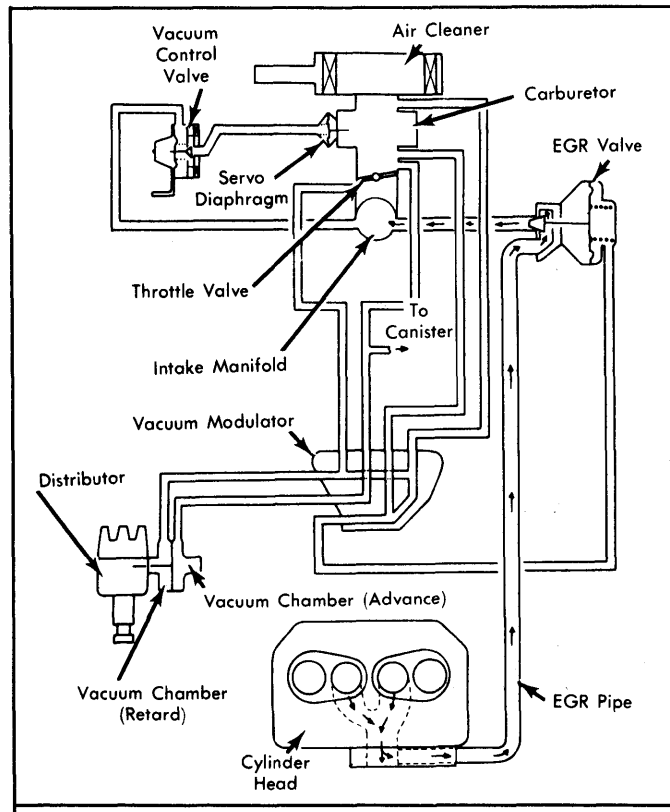 Vacuum
Control
Valve
Air Cleaner
Carburetor
EGR Valve
Servo
Diaphragm
Throttle Valve
To
Canister
Intake Manifold
Vacuum Modulator
Distributor
Vacuum Chamber (Advance)
Vacuum Chamber
(Retard)
EGR Pipe
Cylinder
Head